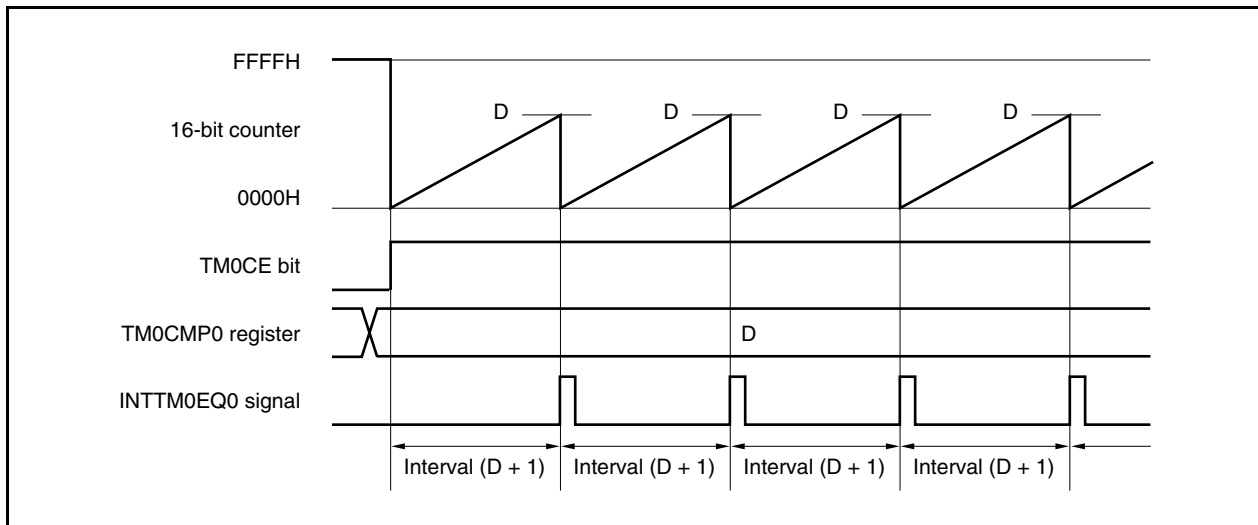 FFFFH
D D D D
16-bit counter
0000H
TM0CE bit
TM0CMP0 register D
INTTM0EQ0 signal
Interval (D + 1) Interval (D + 1) Interval (D + 1) Interval (D + 1)